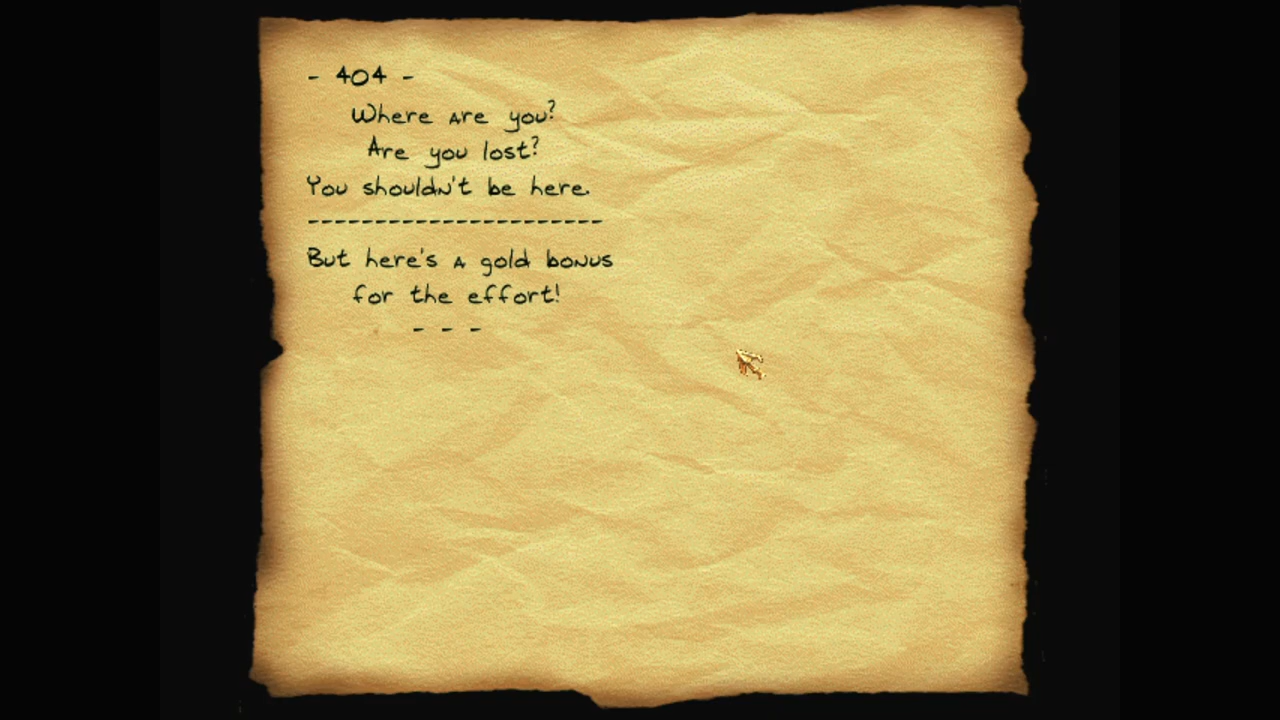 - 404 -
Where are you?
Are you lost?
You shouldn't be here.
----------------------
But here's a gold bonus
for the effort!
- - -